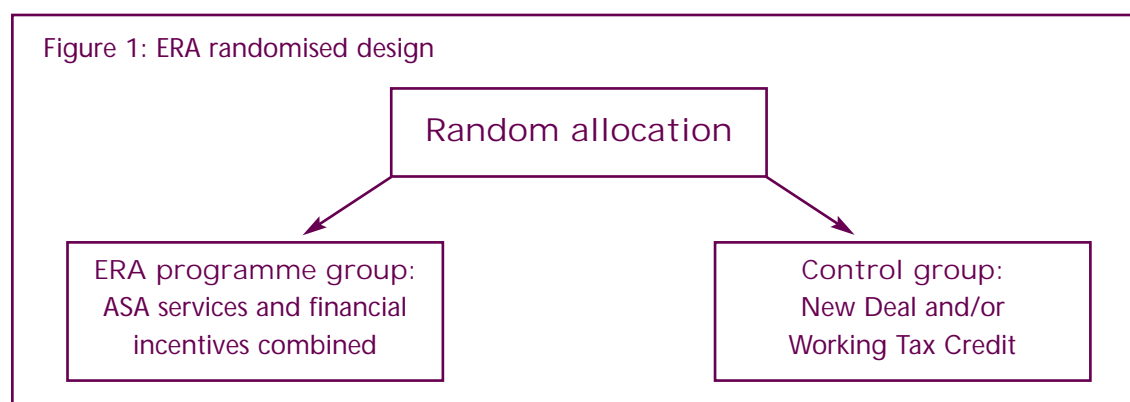 Figure 1: ERA randomised design
Random allocation
ERA programme group:
ASA services and financial
incentives combined
Control group:
New Deal and/or
Working Tax Credit